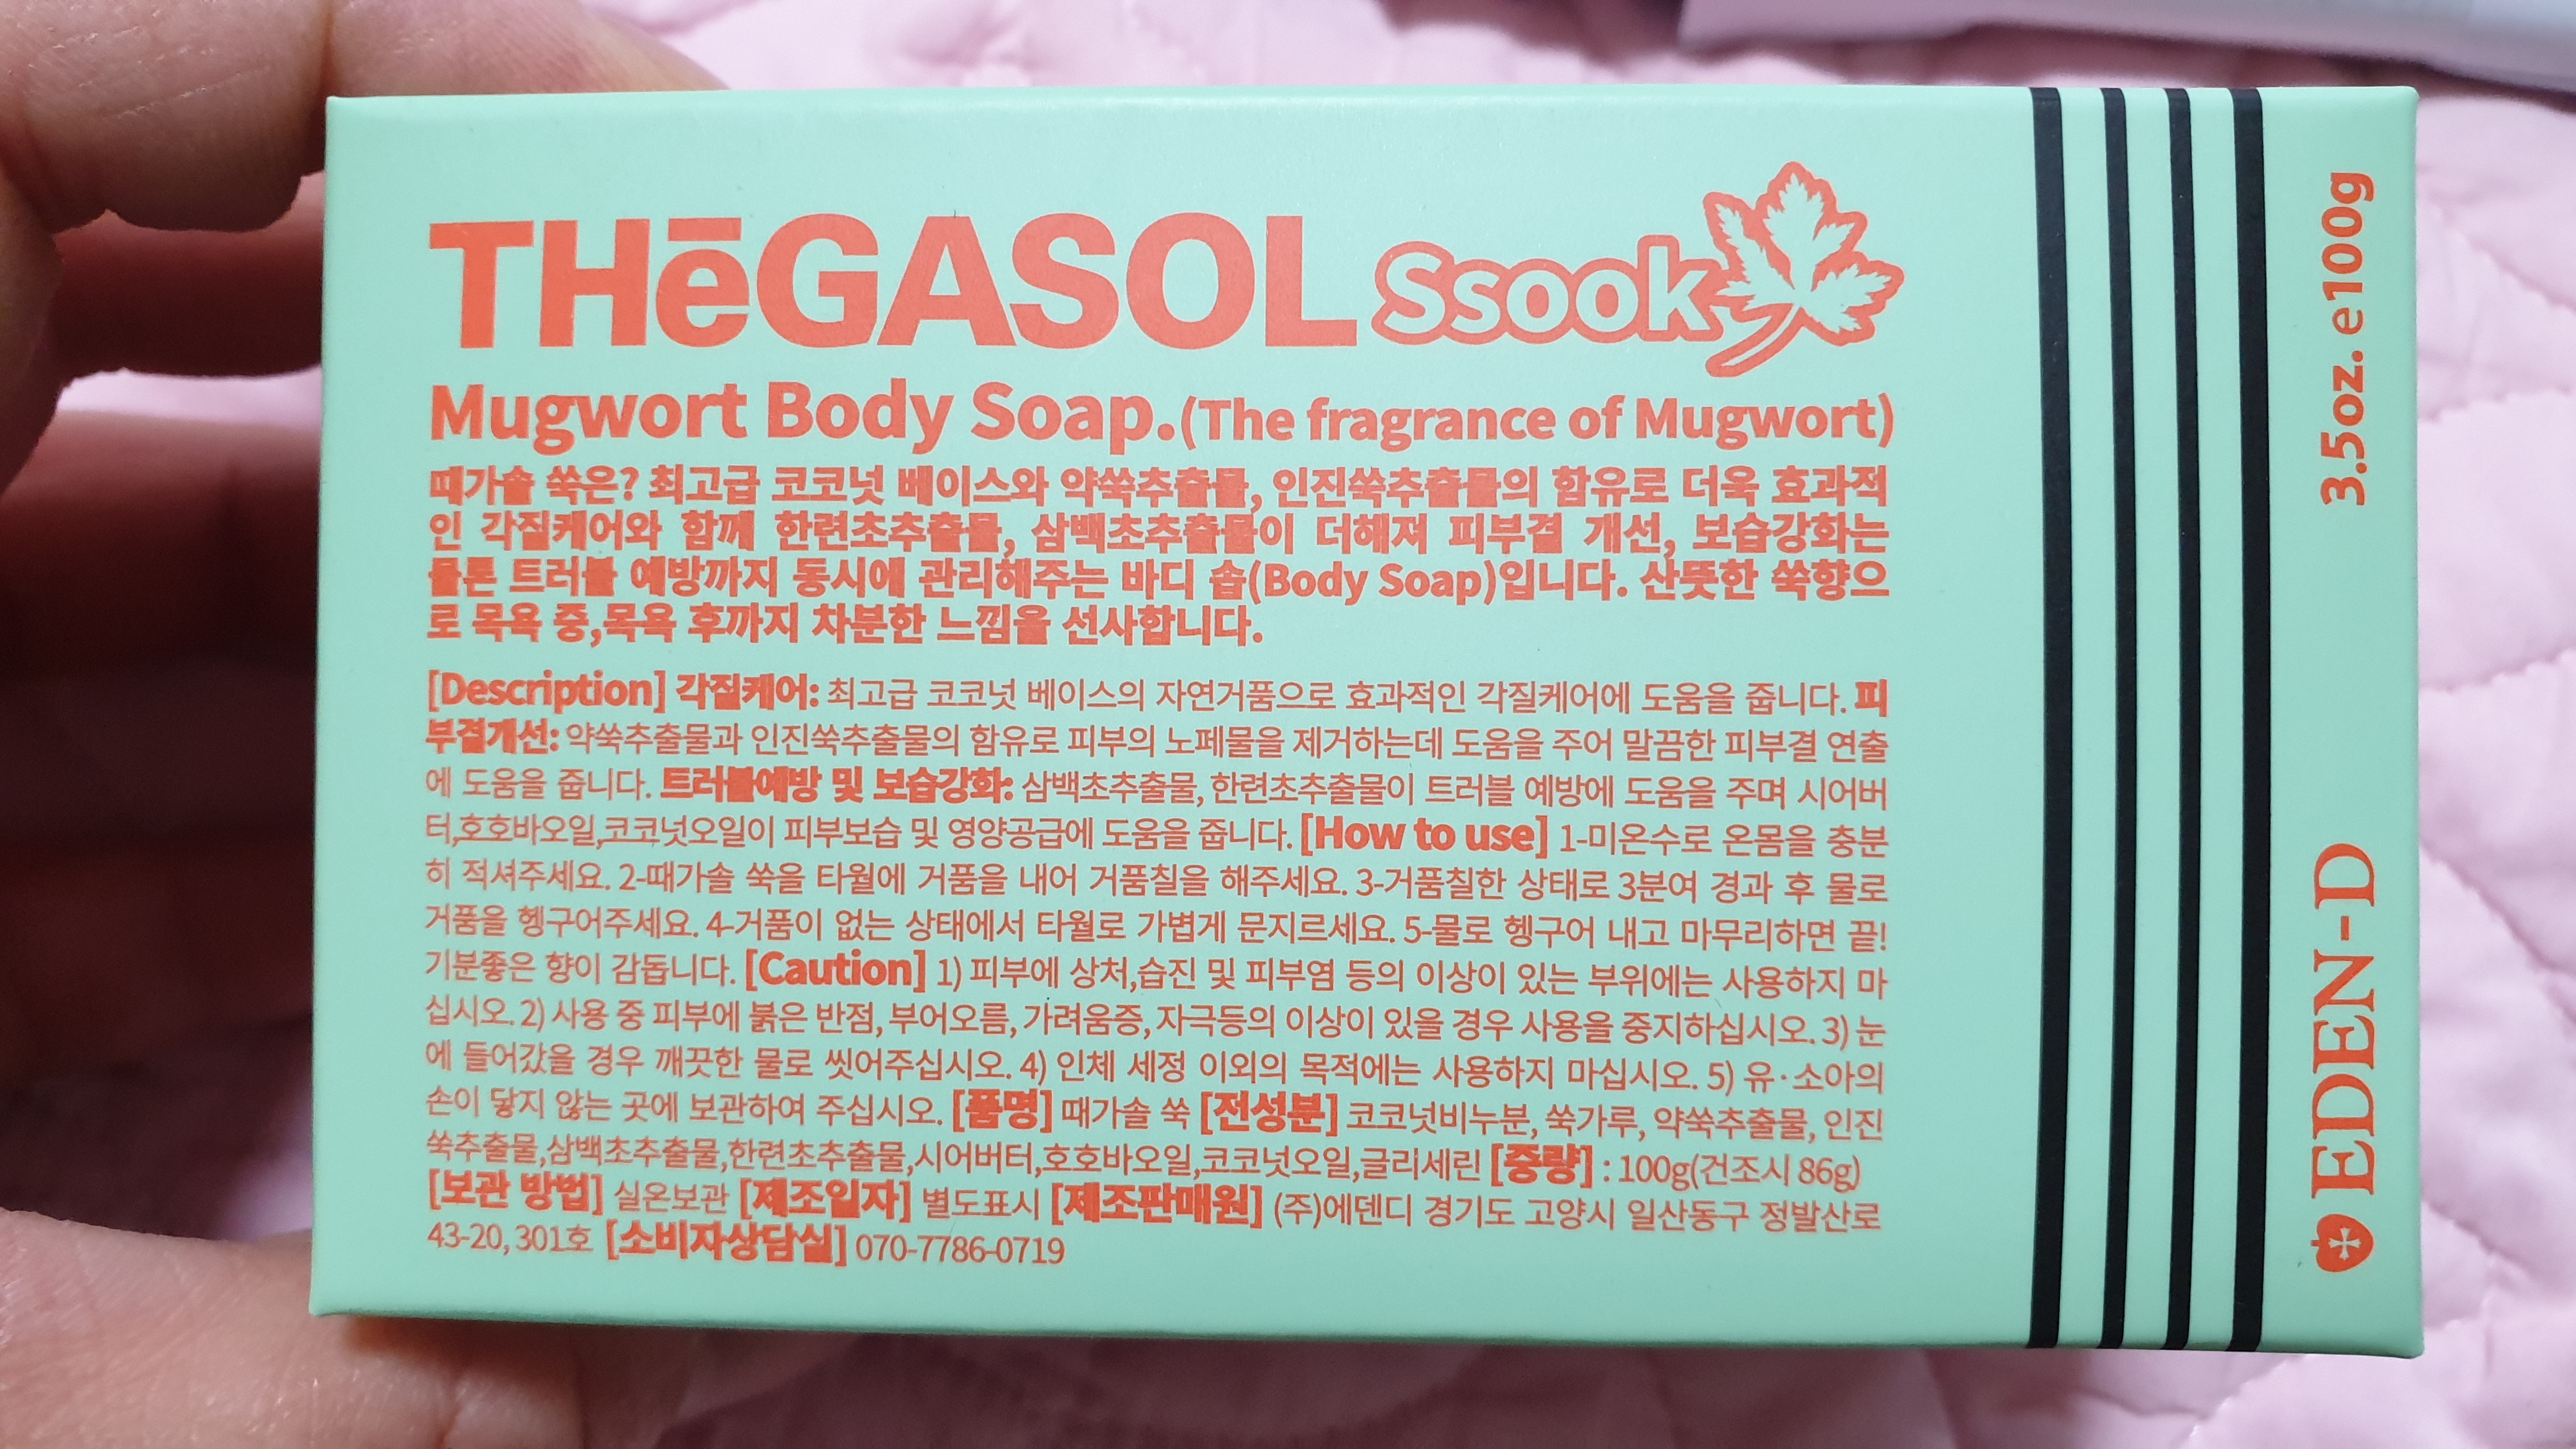 THēGASOL Ssook
Mugwort Body Soap.(The fragrance of Mugwort)
때가솔 쑥은? 최고급 코코넛 베이스와 약쑥추출물, 인진쑥추출물의 함유로 더욱 효과적
인 각질케어와 함께 한련초추출물, 삼백초추출물이 더해져 피부결 개선, 보습강화는
물론 트러블 예방까지 동시에 관리해주는 바디 솝(Body Soap)입니다. 산뜻한 쑥향으
로 목욕 중,목욕 후까지 차분한 느낌을 선사합니다.
[Description] 각질케어: 최고급 코코넛 베이스의 자연거품으로 효과적인 각질케어에 도움을 줍니다. 피
부결개선: 약쑥추출물과 인진쑥추출물의 함유로 피부의 노폐물을 제거하는데 도움을 주어 말끔한 피부결 연출
에 도움을 줍니다. 트러블예방 및 보습강화: 삼백초추출물, 한련초추출물이 트러블 예방에 도움을 주며 시어버
터,호호바오일,코코넛오일이 피부보습 및 영양공급에 도움을 줍니다. [How to use] 1-미온수로 온몸을 충분
히 적셔주세요. 2-때가솔 쑥을 타월에 거품을 내어 거품칠을 해주세요. 3-거품칠한 상태로 3분여 경과 후 물로
거품을 헹구어주세요. 4-거품이 없는 상태에서 타월로 가볍게 문지르세요. 5-물로 헹구어 내고 마무리하면 끝!
기분좋은 향이 감돕니다. [Caution] 1) 피부에 상처,습진 및 피부염 등의 이상이 있는 부위에는 사용하지 마
십시오. 2) 사용 중 피부에 붉은 반점, 부어오름, 가려움증, 자극등의 이상이 있을 경우 사용을 중지하십시오. 3) 눈
에 들어갔을 경우 깨끗한 물로 씻어주십시오. 4) 인체 세정 이외의 목적에는 사용하지 마십시오. 5) 유·소아의
손이 닿지 않는 곳에 보관하여 주십시오. [품명] 때가솔 쑥 [전성분] 코코넛비누분, 쑥가루, 약쑥추출물, 인진
쑥추출물,삼백초추출물,한련초추출물,시어버터,호호바오일,코코넛오일,글리세린 [중량] : 100g(건조시 86g)
[보관 방법] 실온보관 [제조일자] 별도표시 [제조판매원] (주)에덴디 경기도 고양시 일산동구 정발산로
43-20, 301호 [소비자상담실] 070-7786-0719
3.5oz. e100g
EDEN-D